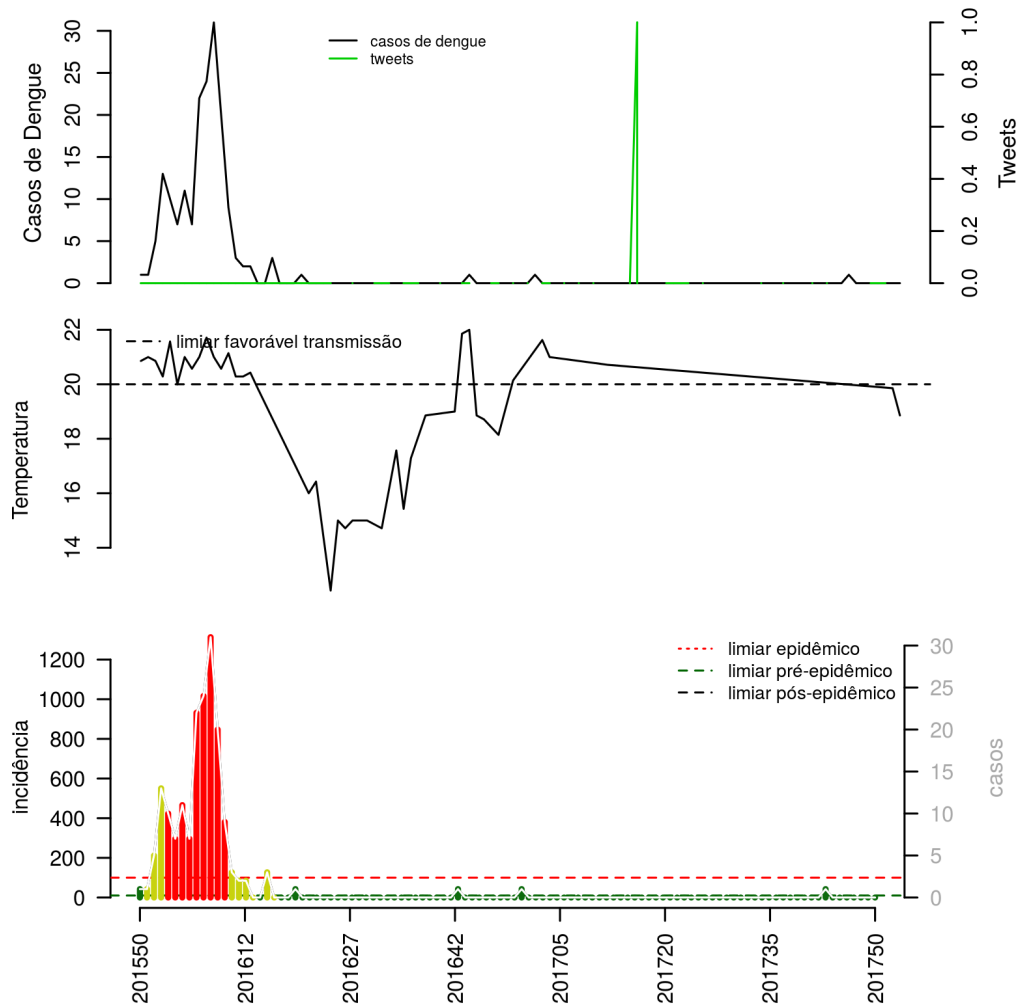 casos de dengue
tweets
Casos de Dengue
0 5 10 15 20 25 30
Tweets
0.0 0.2 0.4 0.6 0.8 1.0
limiar favorável transmissão
Temperatura
14 16 18 20 22
limiar epidêmico
limiar pré-epidêmico
limiar pós-epidêmico
incidência
0
200
400
600
800
1000
1200
casos
0
5
10
15
20
25
30
201550 201612 201627 201642 201705 201720 201735 201750